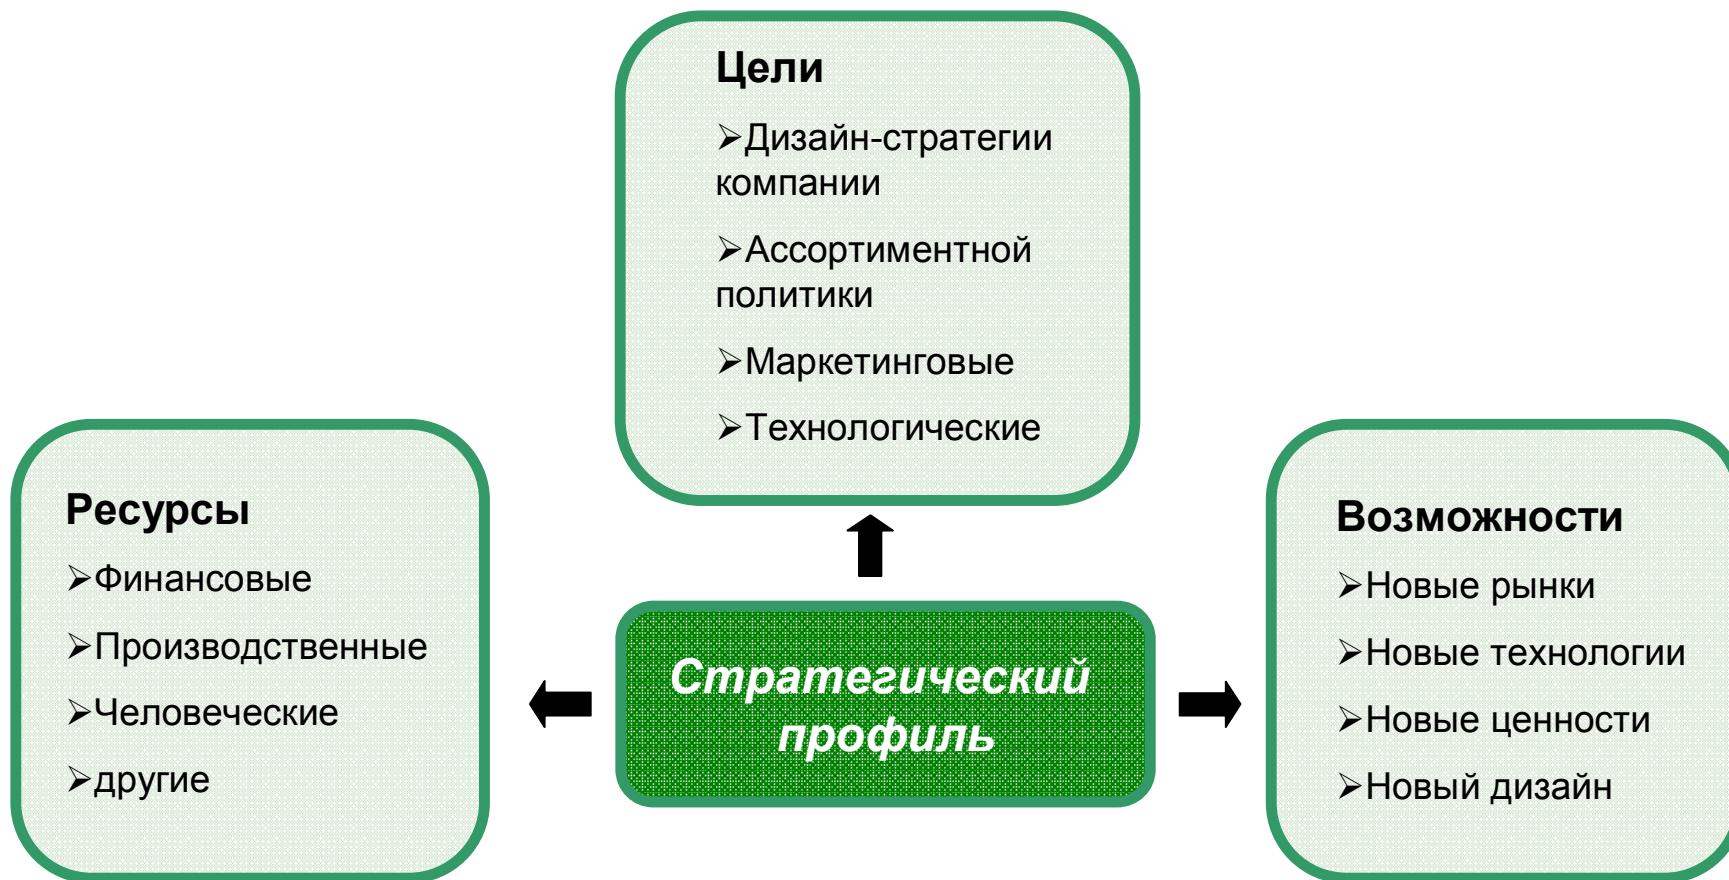 Цели
➢Дизайн-стратегии
компании
➢Ассортиментной
политики
➢Маркетинговые
➢Технологические
Ресурсы
➢Финансовые
➢Производственные
➢Человеческие
➢другие
Стратегический
профиль
Возможности
➢Новые рынки
➢Новые технологии
➢Новые ценности
➢Новый дизайн